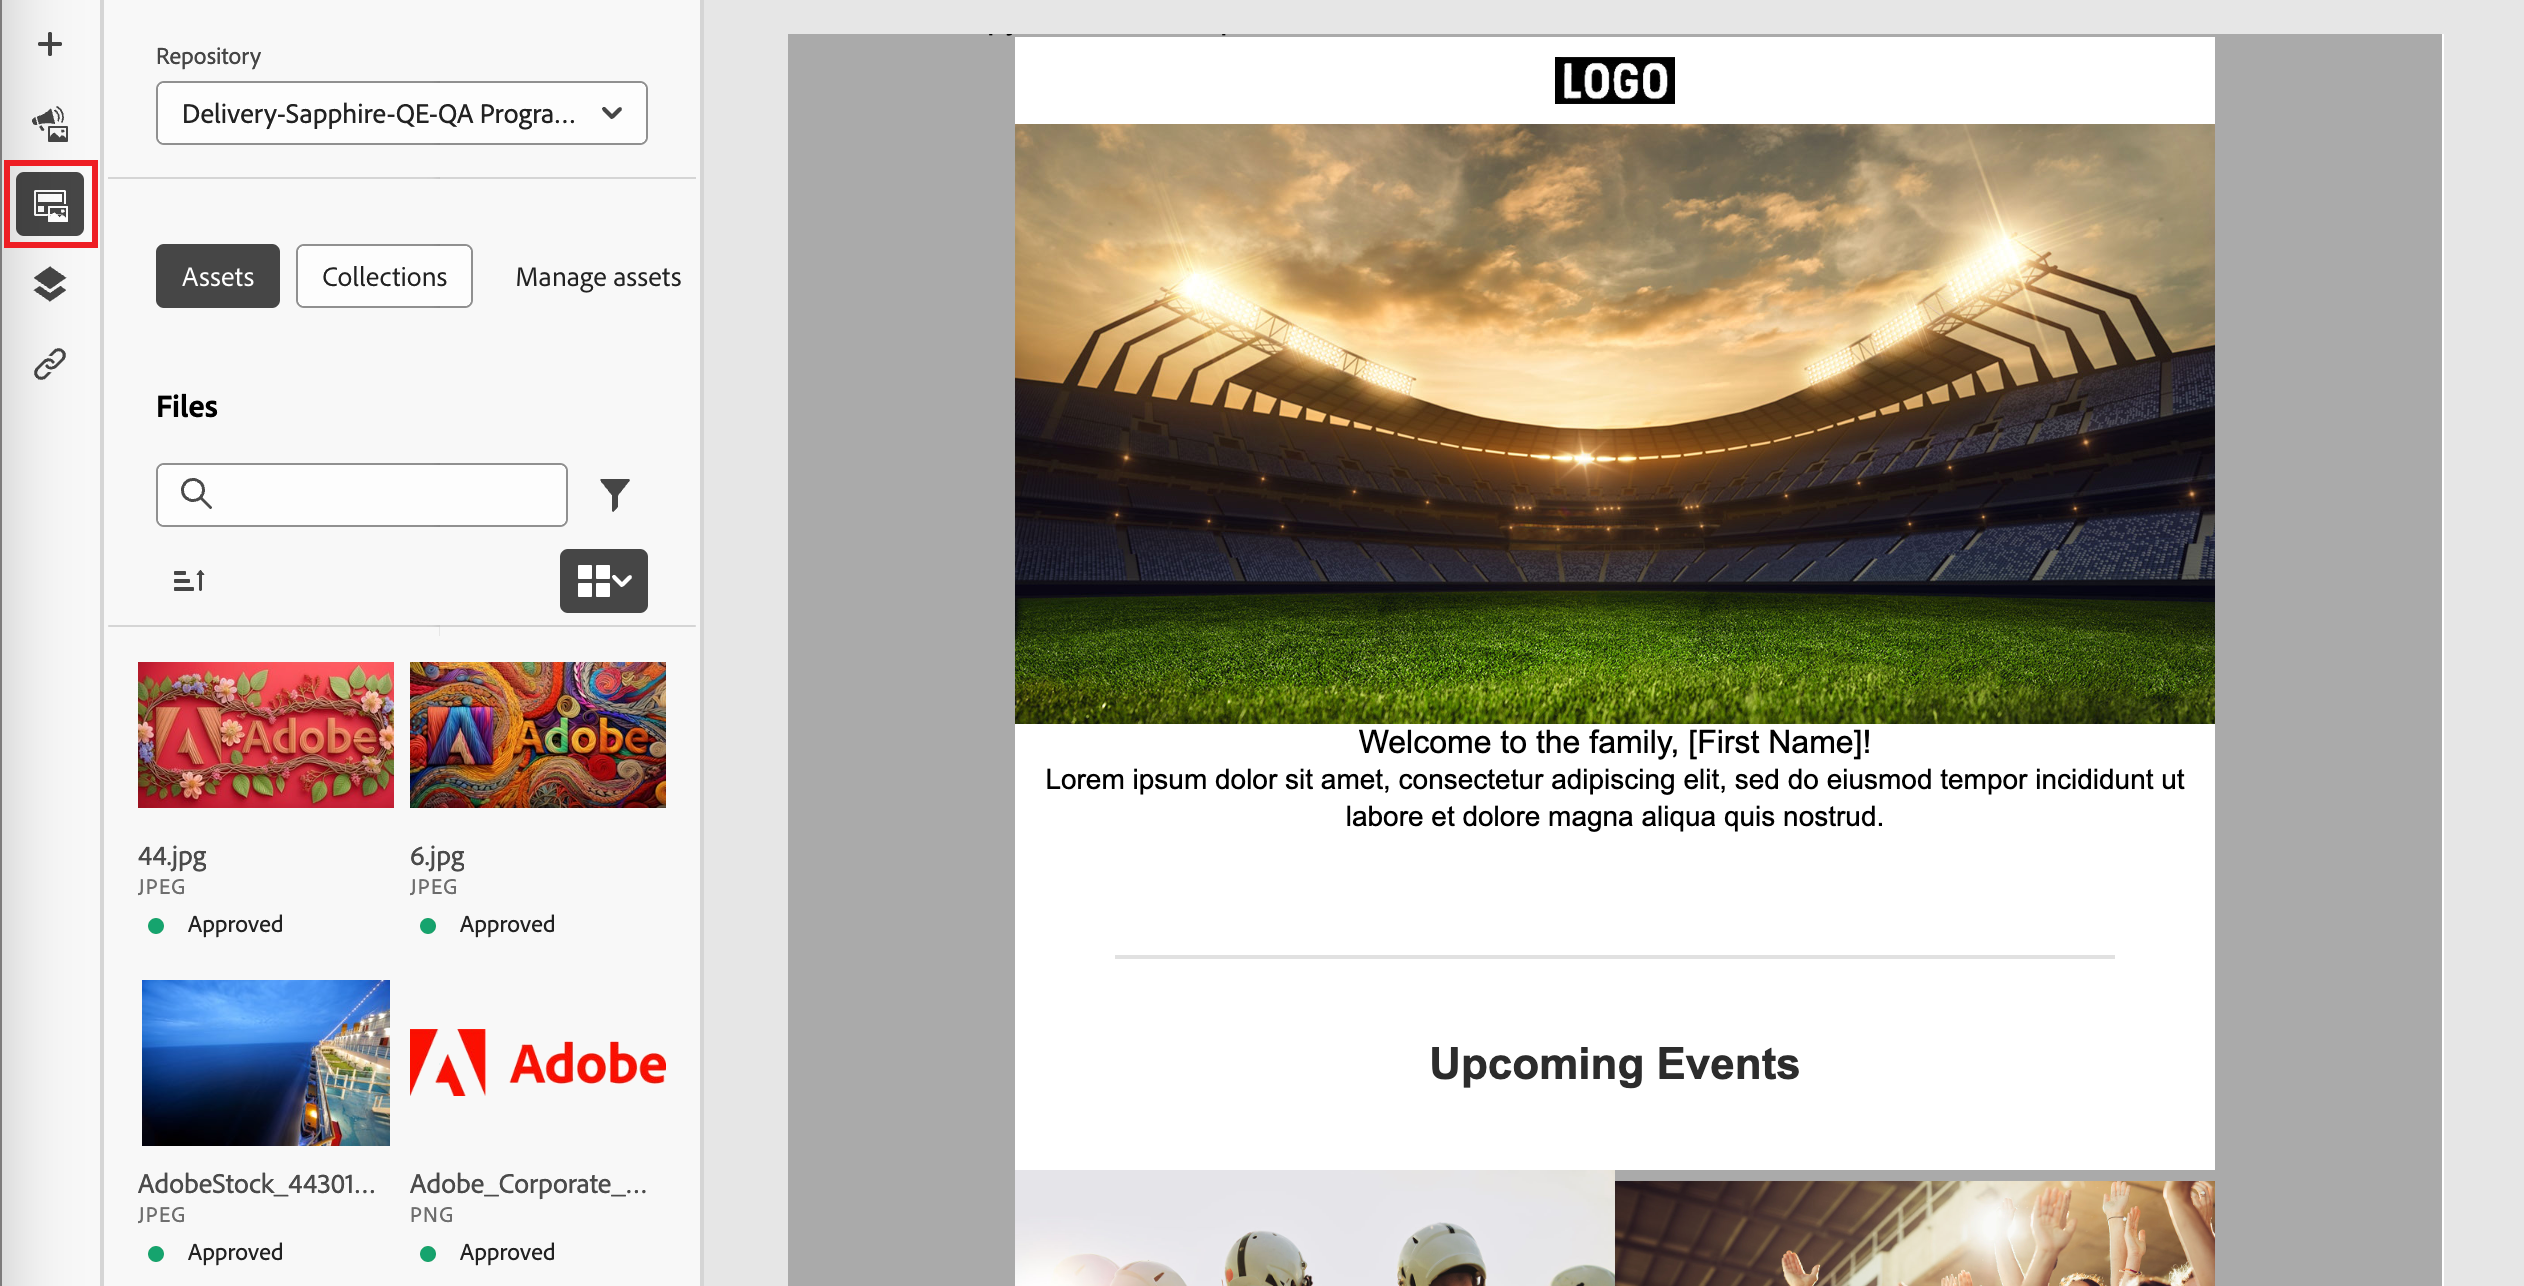 Repository
Delivery-Sapphire-QE-QA Progra...
Assets
Collections
Manage assets
Files
Adobe
Adobe
44.jpg
JPEG
Approved
6.jpg
JPEG
Approved
Adobe
AdobeStock_44301...
JPEG
Approved
Adobe_Corporate_...
PNG
Approved
LOGO
Welcome to the family, [First Name]!
Lorem ipsum dolor sit amet, consectetur adipiscing elit, sed do eiusmod tempor incididunt ut
labore et dolore magna aliqua quis nostrud.
Upcoming Events